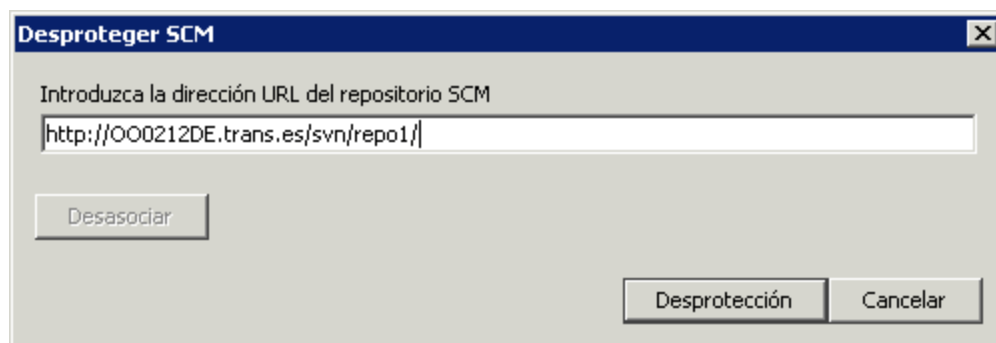 Desproteger SCM
Introduzca la dirección URL del repositorio SCM
http://OO0212DE.trans.es/svn/repo1/
Desasociar
Desprotección Cancelar